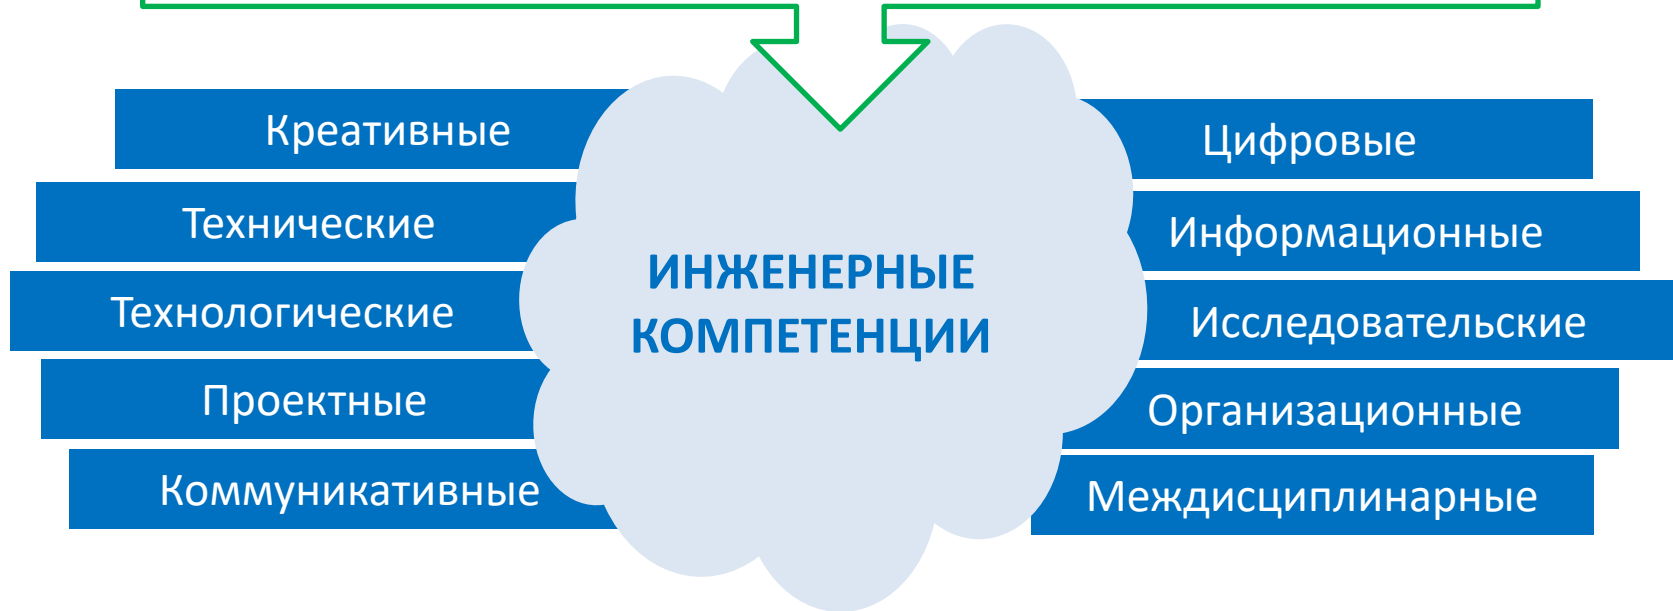 Креативные
Технические
Технологические
Проектные
Коммуникативные
ИНЖЕНЕРНЫЕ
КОМПЕТЕНЦИИ
Цифровые
Информационные
Исследовательские
Организационные
Междисциплинарные